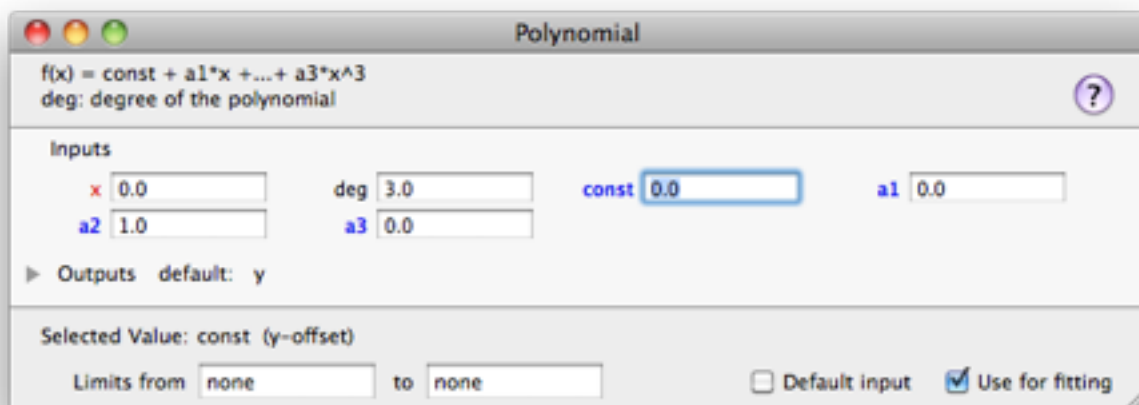 Polynomial
f(x) = const + a1*x +...+ a3*x^3
deg: degree of the polynomial
?
Inputs
x 0.0 deg 3.0 const 0.0 a1 0.0
a2 1.0 a3 0.0
Outputs default: y
Selected Value: const (y-offset)
Limits from none to none Default input Use for fitting